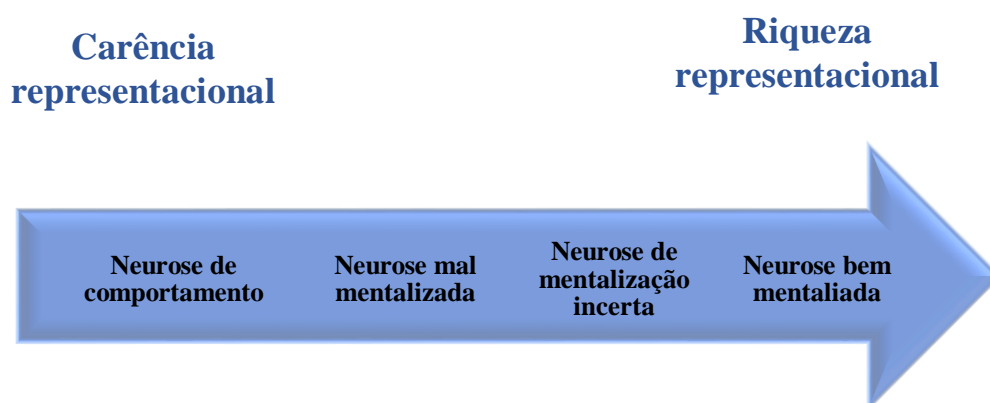 Carência
representacional
Riqueza
representacional
Neurose de
comportamento
Neurose mal
mentalizada
Neurose de
mentalização
incerta
Neurose bem
mentaliada